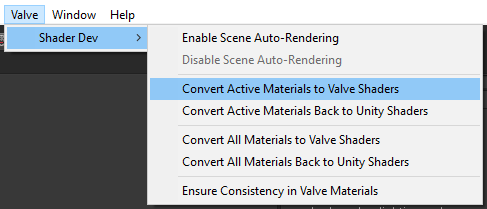 Valve Window Help
Shader Dev
Enable Scene Auto-Rendering
Disable Scene Auto-Rendering
Convert Active Materials to Valve Shaders
Convert Active Materials Back to Unity Shaders
Convert All Materials to Valve Shaders
Convert All Materials Back to Unity Shaders
Ensure Consistency in Valve Materials